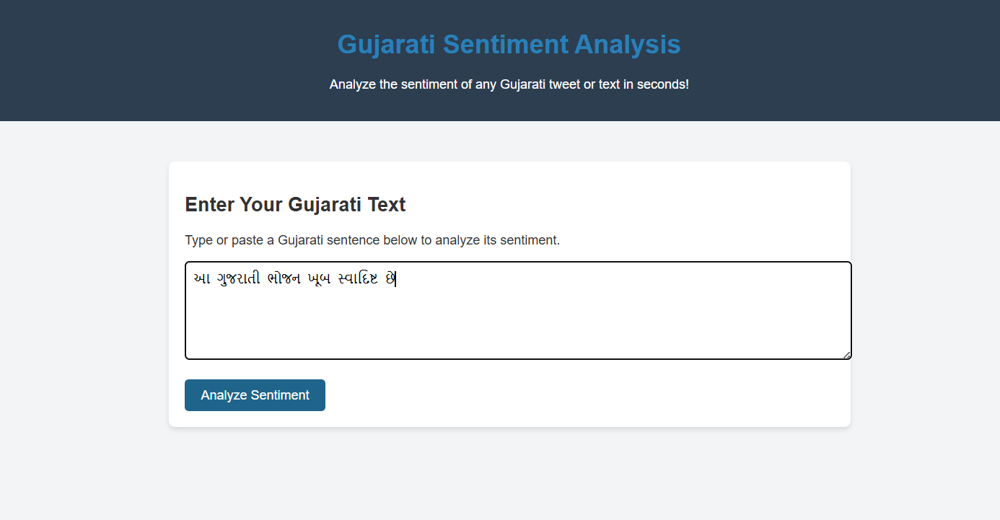 Gujarati Sentiment Analysis
Analyze the sentiment of any Gujarati tweet or text in seconds!
Enter Your Gujarati Text
Type or paste a Gujarati sentence below to analyze its sentiment.
આ ગુજરાતી ભોજન ખૂબ સ્વાદિષ્ટ છે
Analyze Sentiment